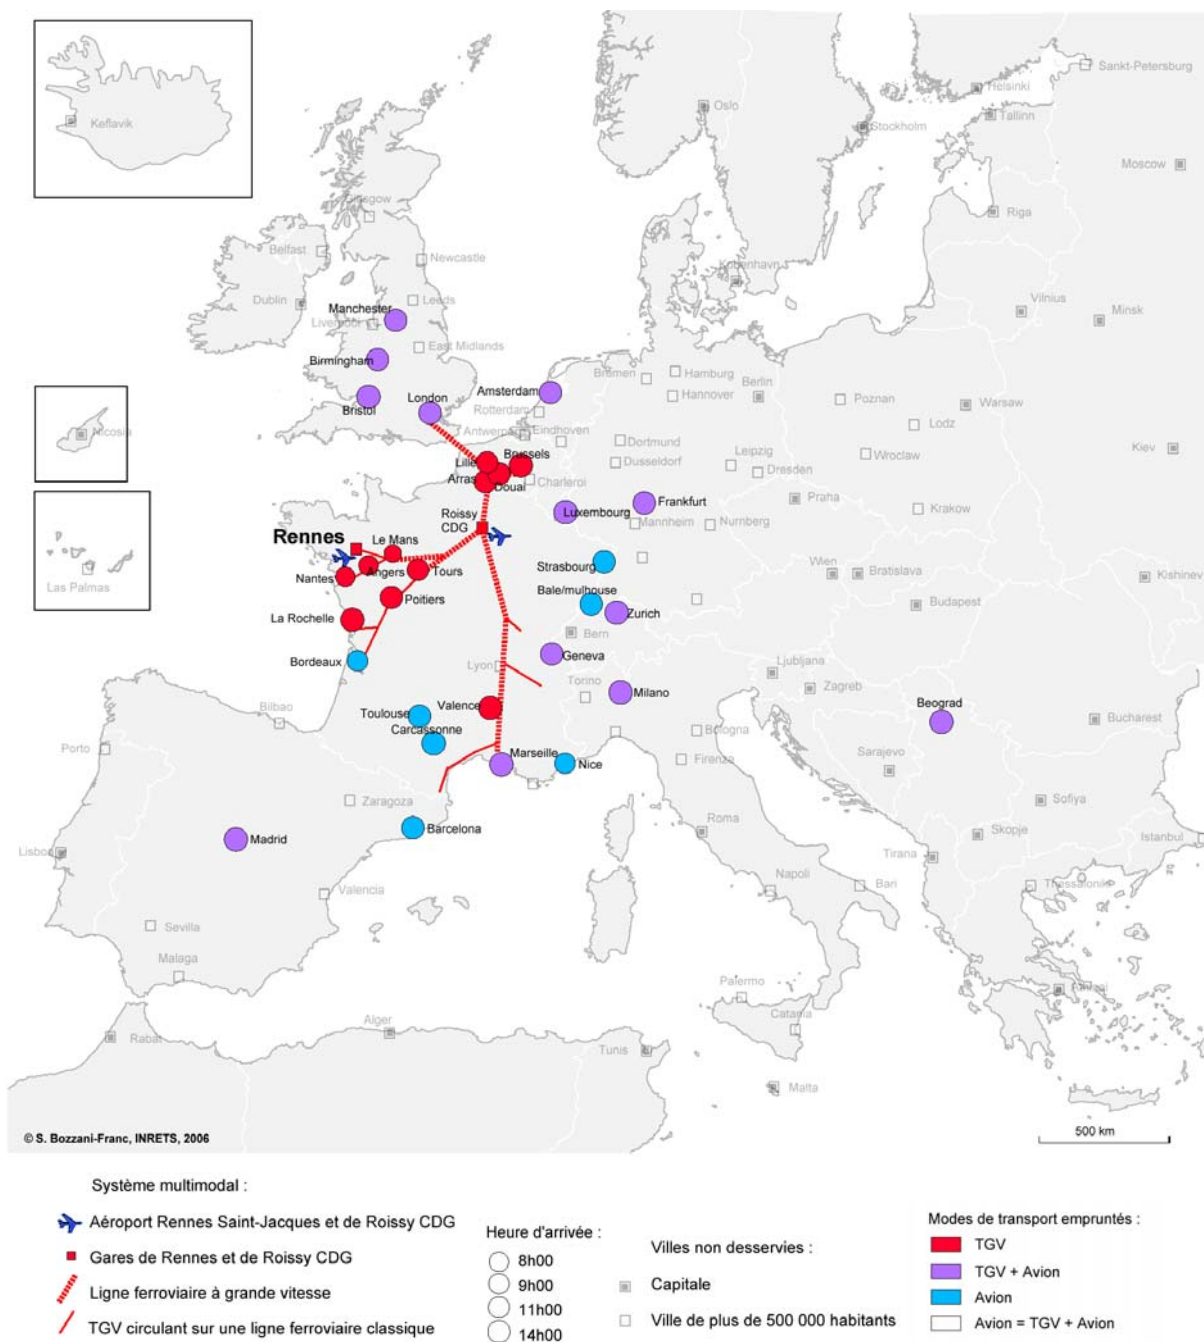 Keflavik
Sankt-Petersburg
Helsinki
Oslo
Tallinn
Stockholm
Moscow
Glasgow
Riga
Belfast
Newcastle
Kobenhavn
Dublin
Leeds
Manchester
Vilnius
Liverpool
Minsk
East Midlands
Birmingham
Bremen
Hamburg
Berlin
Amsterdam
Hannover
Poznan
Warsaw
Bristol
London
Rotterdam
Lodz
Nicosia
Antwerpen
Eindhoven
Dortmund
Kiev
Brussels
Leipzig
Wroclaw
Lille
Dusseldorf
Dresden
Arras
Douai
Charleroi
Praha
Frankfurt
Luxembourg
Krakow
Roissy
CDG
Mannheim
Nurnberg
Rennes
Le Mans
Strasbourg
Wien
Bratislava
Kishinev
Las Palmas
Nantes
Angers
Tours
Bale/mulhouse
Poitiers
Budapest
La Rochelle
Zurich
Bern
Bordeaux
Lyon
Geneva
Ljubljana
Torino
Milano
Zagreb
Beograd
Valence
Toulouse
Bilbao
Carcassonne
Bologna
Bucharest
Porto
Marseille
Nice
Firenze
Sarajevo
Zaragoza
Sofiya
Barcelona
Roma
Skopje
Madrid
Istanbul
Lisboa
Tirana
Napoli
Bari
Thessaloniki
Valencia
Sevilla
Malaga
Palermo
Catania
Alger
Rabat
Tunis
Malta
© S. Bozzani-Franc, INRETS, 2006
500 km
Système multimodal :
Aéroport Rennes Saint-Jacques et de Roissy CDG
Gares de Rennes et de Roissy CDG
Ligne ferroviaire à grande vitesse
TGV circulant sur une ligne ferroviaire classique
Heure d'arrivée :
8h00
9h00
11h00
14h00
Villes non desservies :
Capitale
Ville de plus de 500 000 habitants
Modes de transport empruntés :
TGV
TGV + Avion
Avion
Avion = TGV + Avion